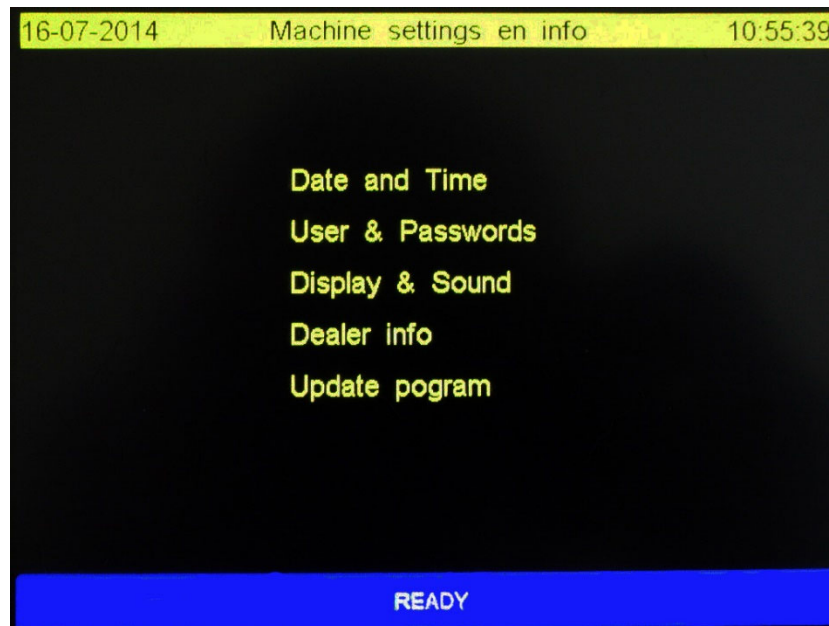 16-07-2014 Machine settings en info 10:55:39
Date and Time
User & Passwords
Display & Sound
Dealer info
Update pogram
READY